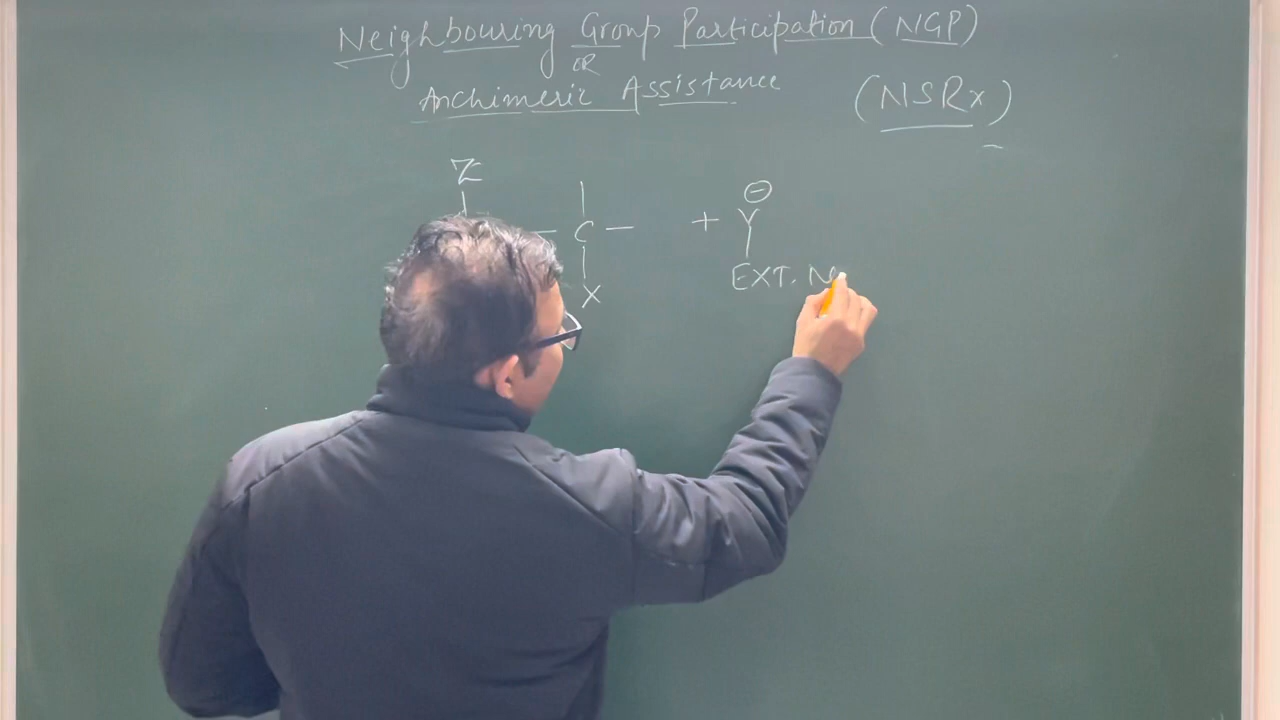 Neighbouring Group Participation (NGP)
OR
Anchimeric Assistance (NSRx)
Z
⊖
— C — + Y
EXT. N
X